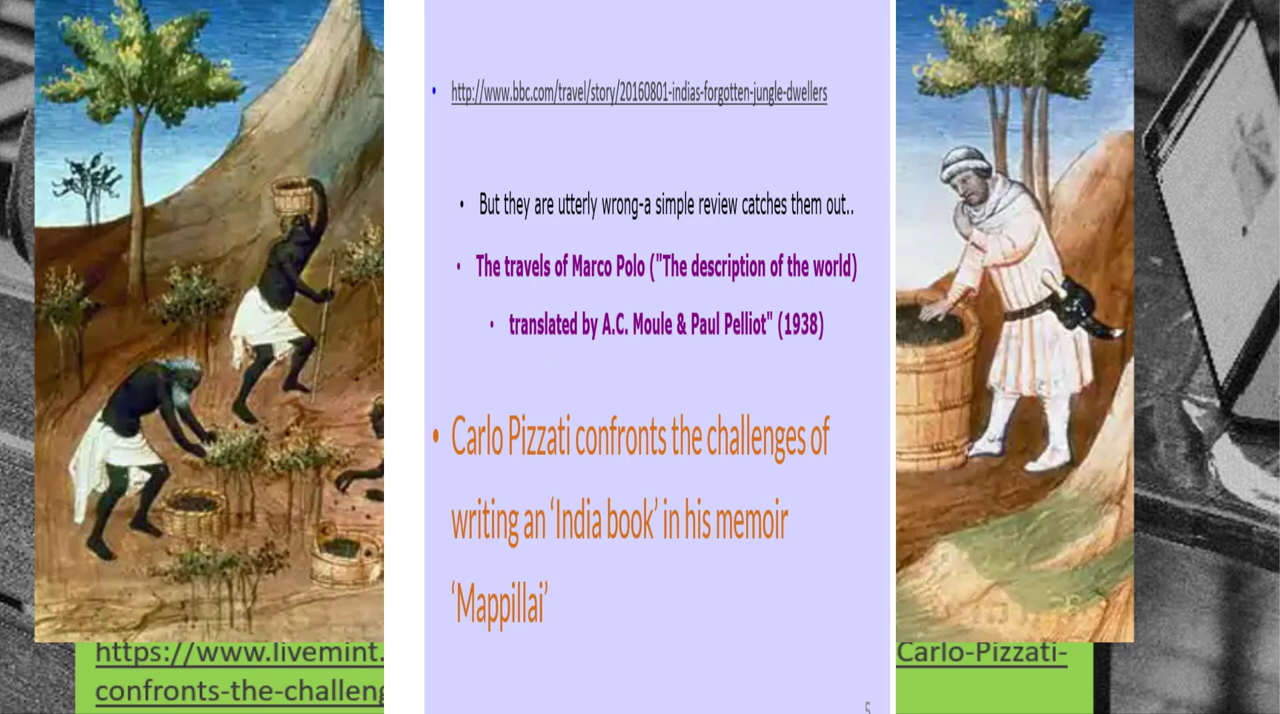 http://www.bbc.com/travel/story/20160801-indias-forgotten-jungle-dwellers
But they are utterly wrong-a simple review catches them out..
The travels of Marco Polo ("The description of the world)
translated by A.C. Moule & Paul Pelliot" (1938)
Carlo Pizzati confronts the challenges of
writing an ‘India book’ in his memoir
‘Mappillai’
https://www.livemint.
Carlo-Pizzati-
confronts-the-challeng
5